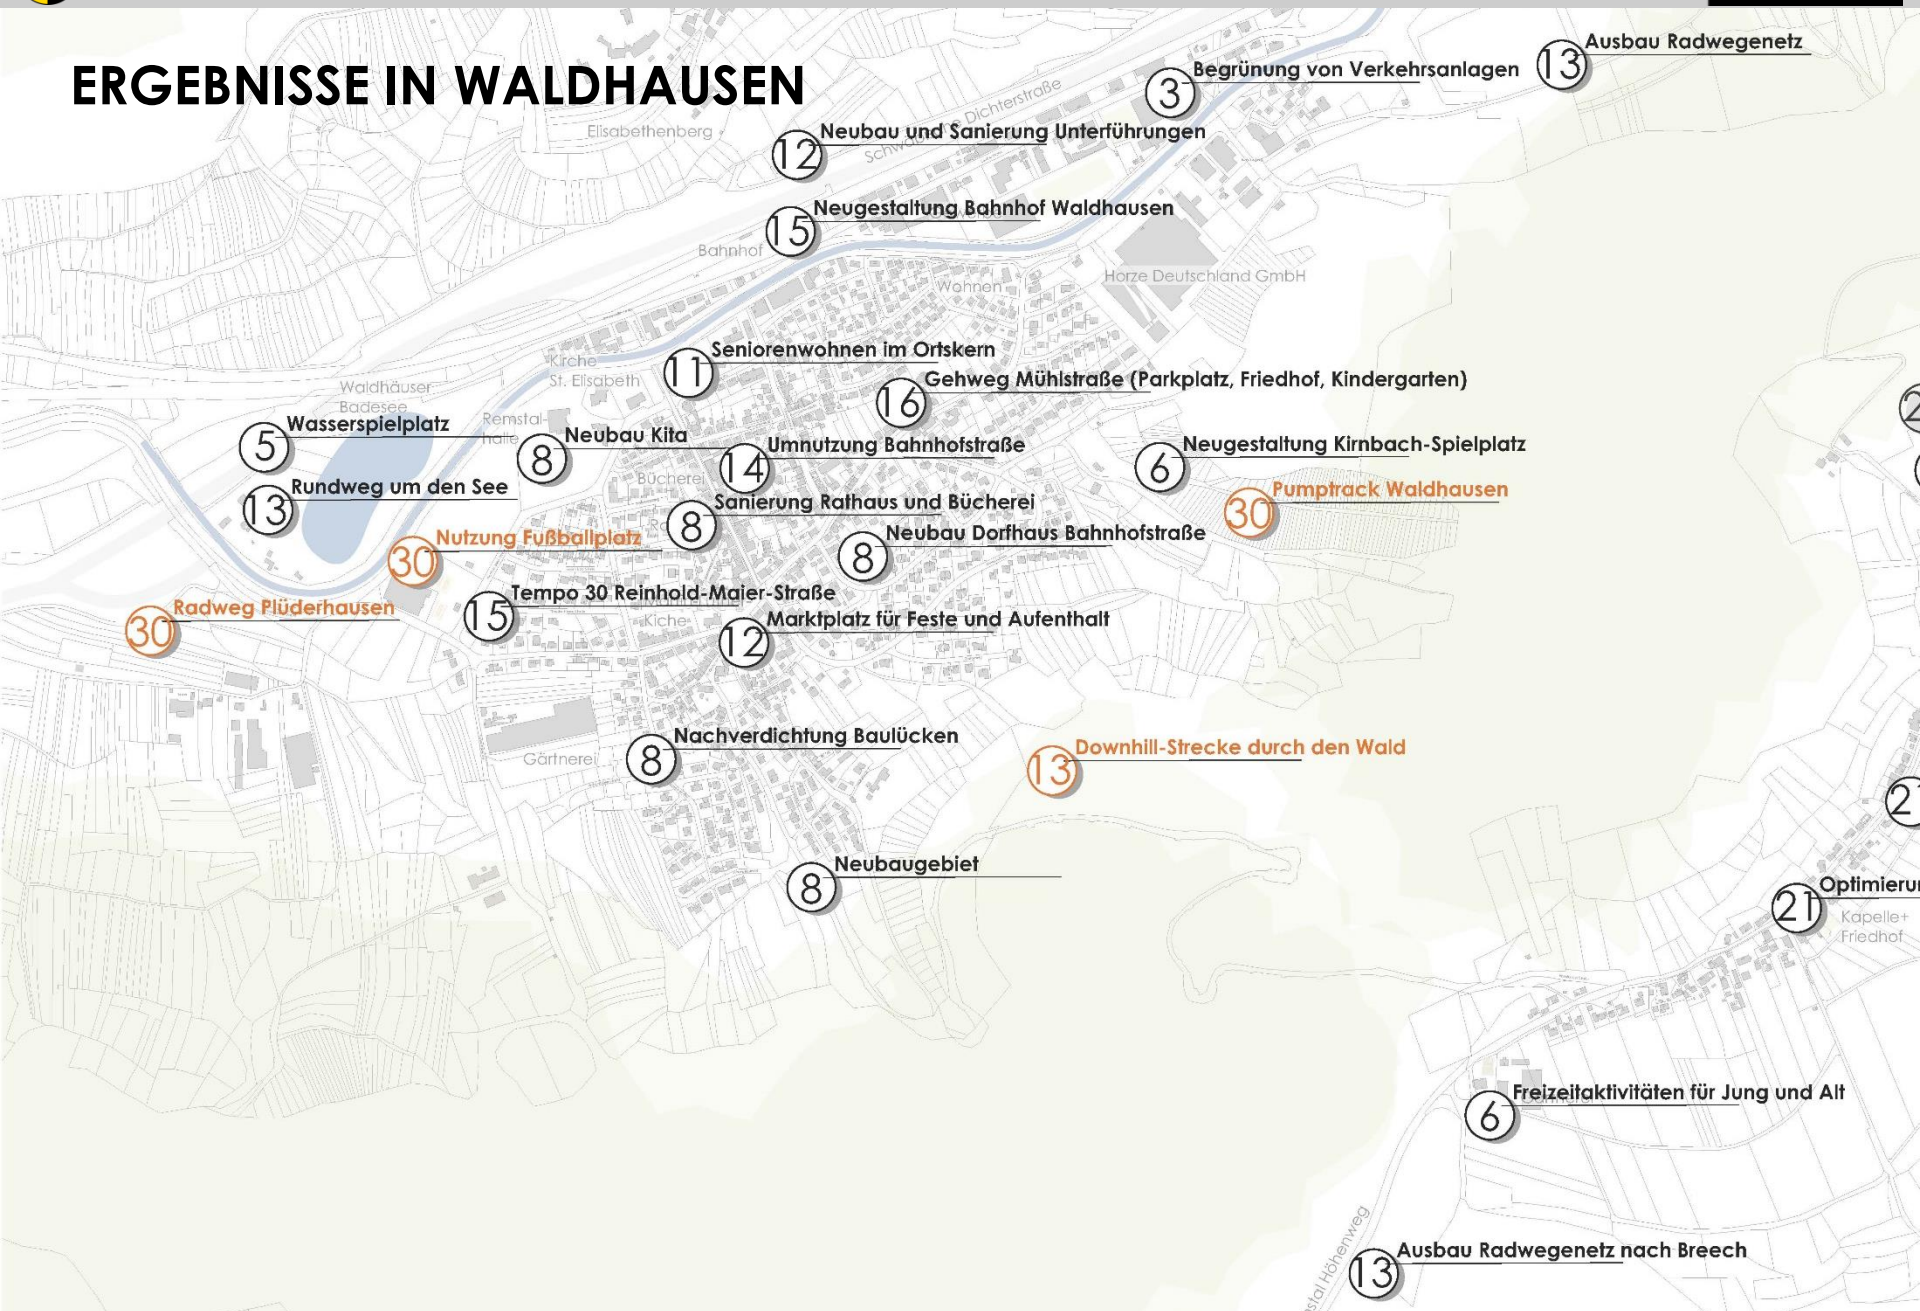 ERGEBNISSE IN WALDHAUSEN
13 Ausbau Radwegenetz
3 Begrünung von Verkehrsanlagen
Dichterstraße
Elisabethenberg
12 Neubau und Sanierung Unterführungen
15 Neugestaltung Bahnhof Waldhausen
Bahnhof
Horze Deutschland GmbH
Wohnen
11 Seniorenwohnen im Ortskern
Kirche
St. Elisabeth
16 Gehweg Mühlstraße (Parkplatz, Friedhof, Kindergarten)
Waldhäuser
Badesee
Remstal-
halle
5 Wasserspielplatz
8 Neubau Kita
14 Umnutzung Bahnhofstraße
6 Neugestaltung Kirnbach-Spielplatz
Bücherei
13 Rundweg um den See
8 Sanierung Rathaus und Bücherei
30 Pumptrack Waldhausen
30 Nutzung Fußballplatz
8 Neubau Dorfhaus Bahnhofstraße
15 Tempo 30 Reinhold-Maier-Straße
30 Radweg Plüderhausen
Kiche
12 Marktplatz für Feste und Aufenthalt
8 Nachverdichtung Baulücken
Gärtnerei
13 Downhill-Strecke durch den Wald
8 Neubaugebiet
21 Optimieru
Kapelle+
Friedhof
6 Freizeitaktivitäten für Jung und Alt
Höhenweg
13 Ausbau Radwegenetz nach Breech